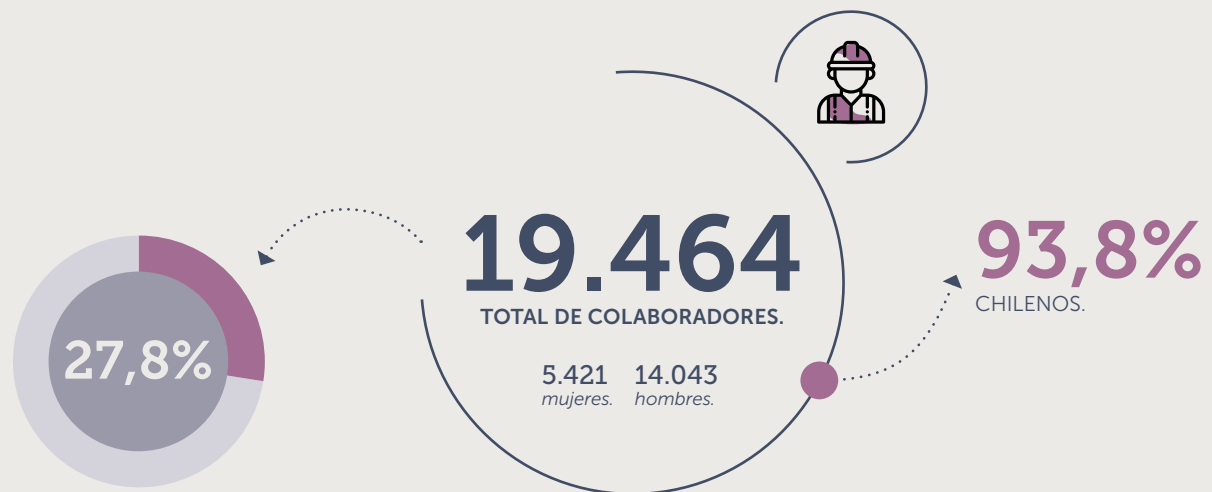 27,8%
19.464
TOTAL DE COLABORADORES.
5.421 14.043
mujeres. hombres.
93,8%
CHILENOS.